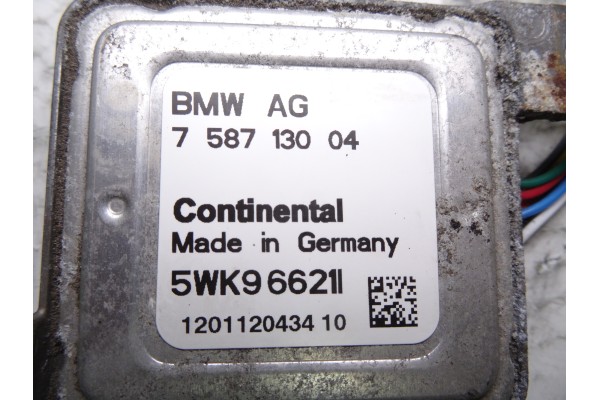 BMW AG
7 587 130 04
Continental
Made in Germany
5WK9 6621I
1201120434 10